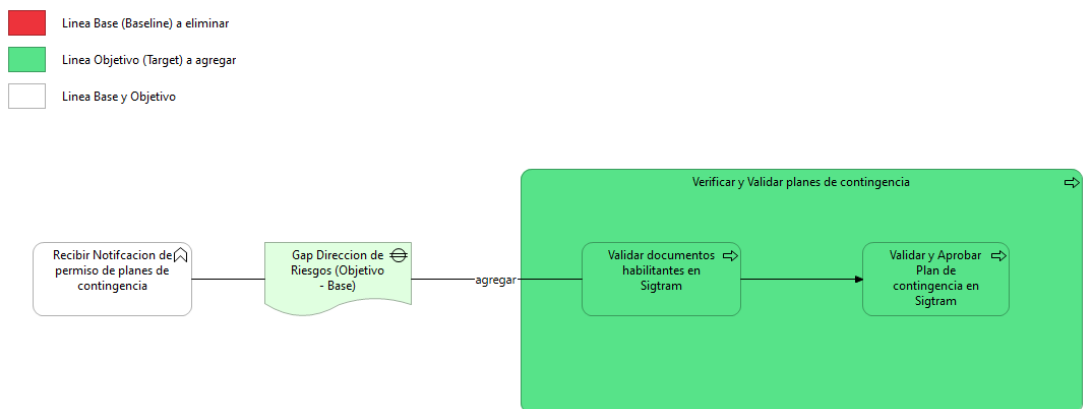 Linea Base (Baseline) a eliminar
Linea Objetivo (Target) a agregar
Linea Base y Objetivo
Verificar y Validar planes de contingencia
Recibir Notifcacion de
permiso de planes de
contingencia
Gap Direccion de
Riesgos (Objetivo
- Base)
agregar
Validar documentos
habilitantes en
Sigtram
Validar y Aprobar
Plan de
contingencia en
Sigtram